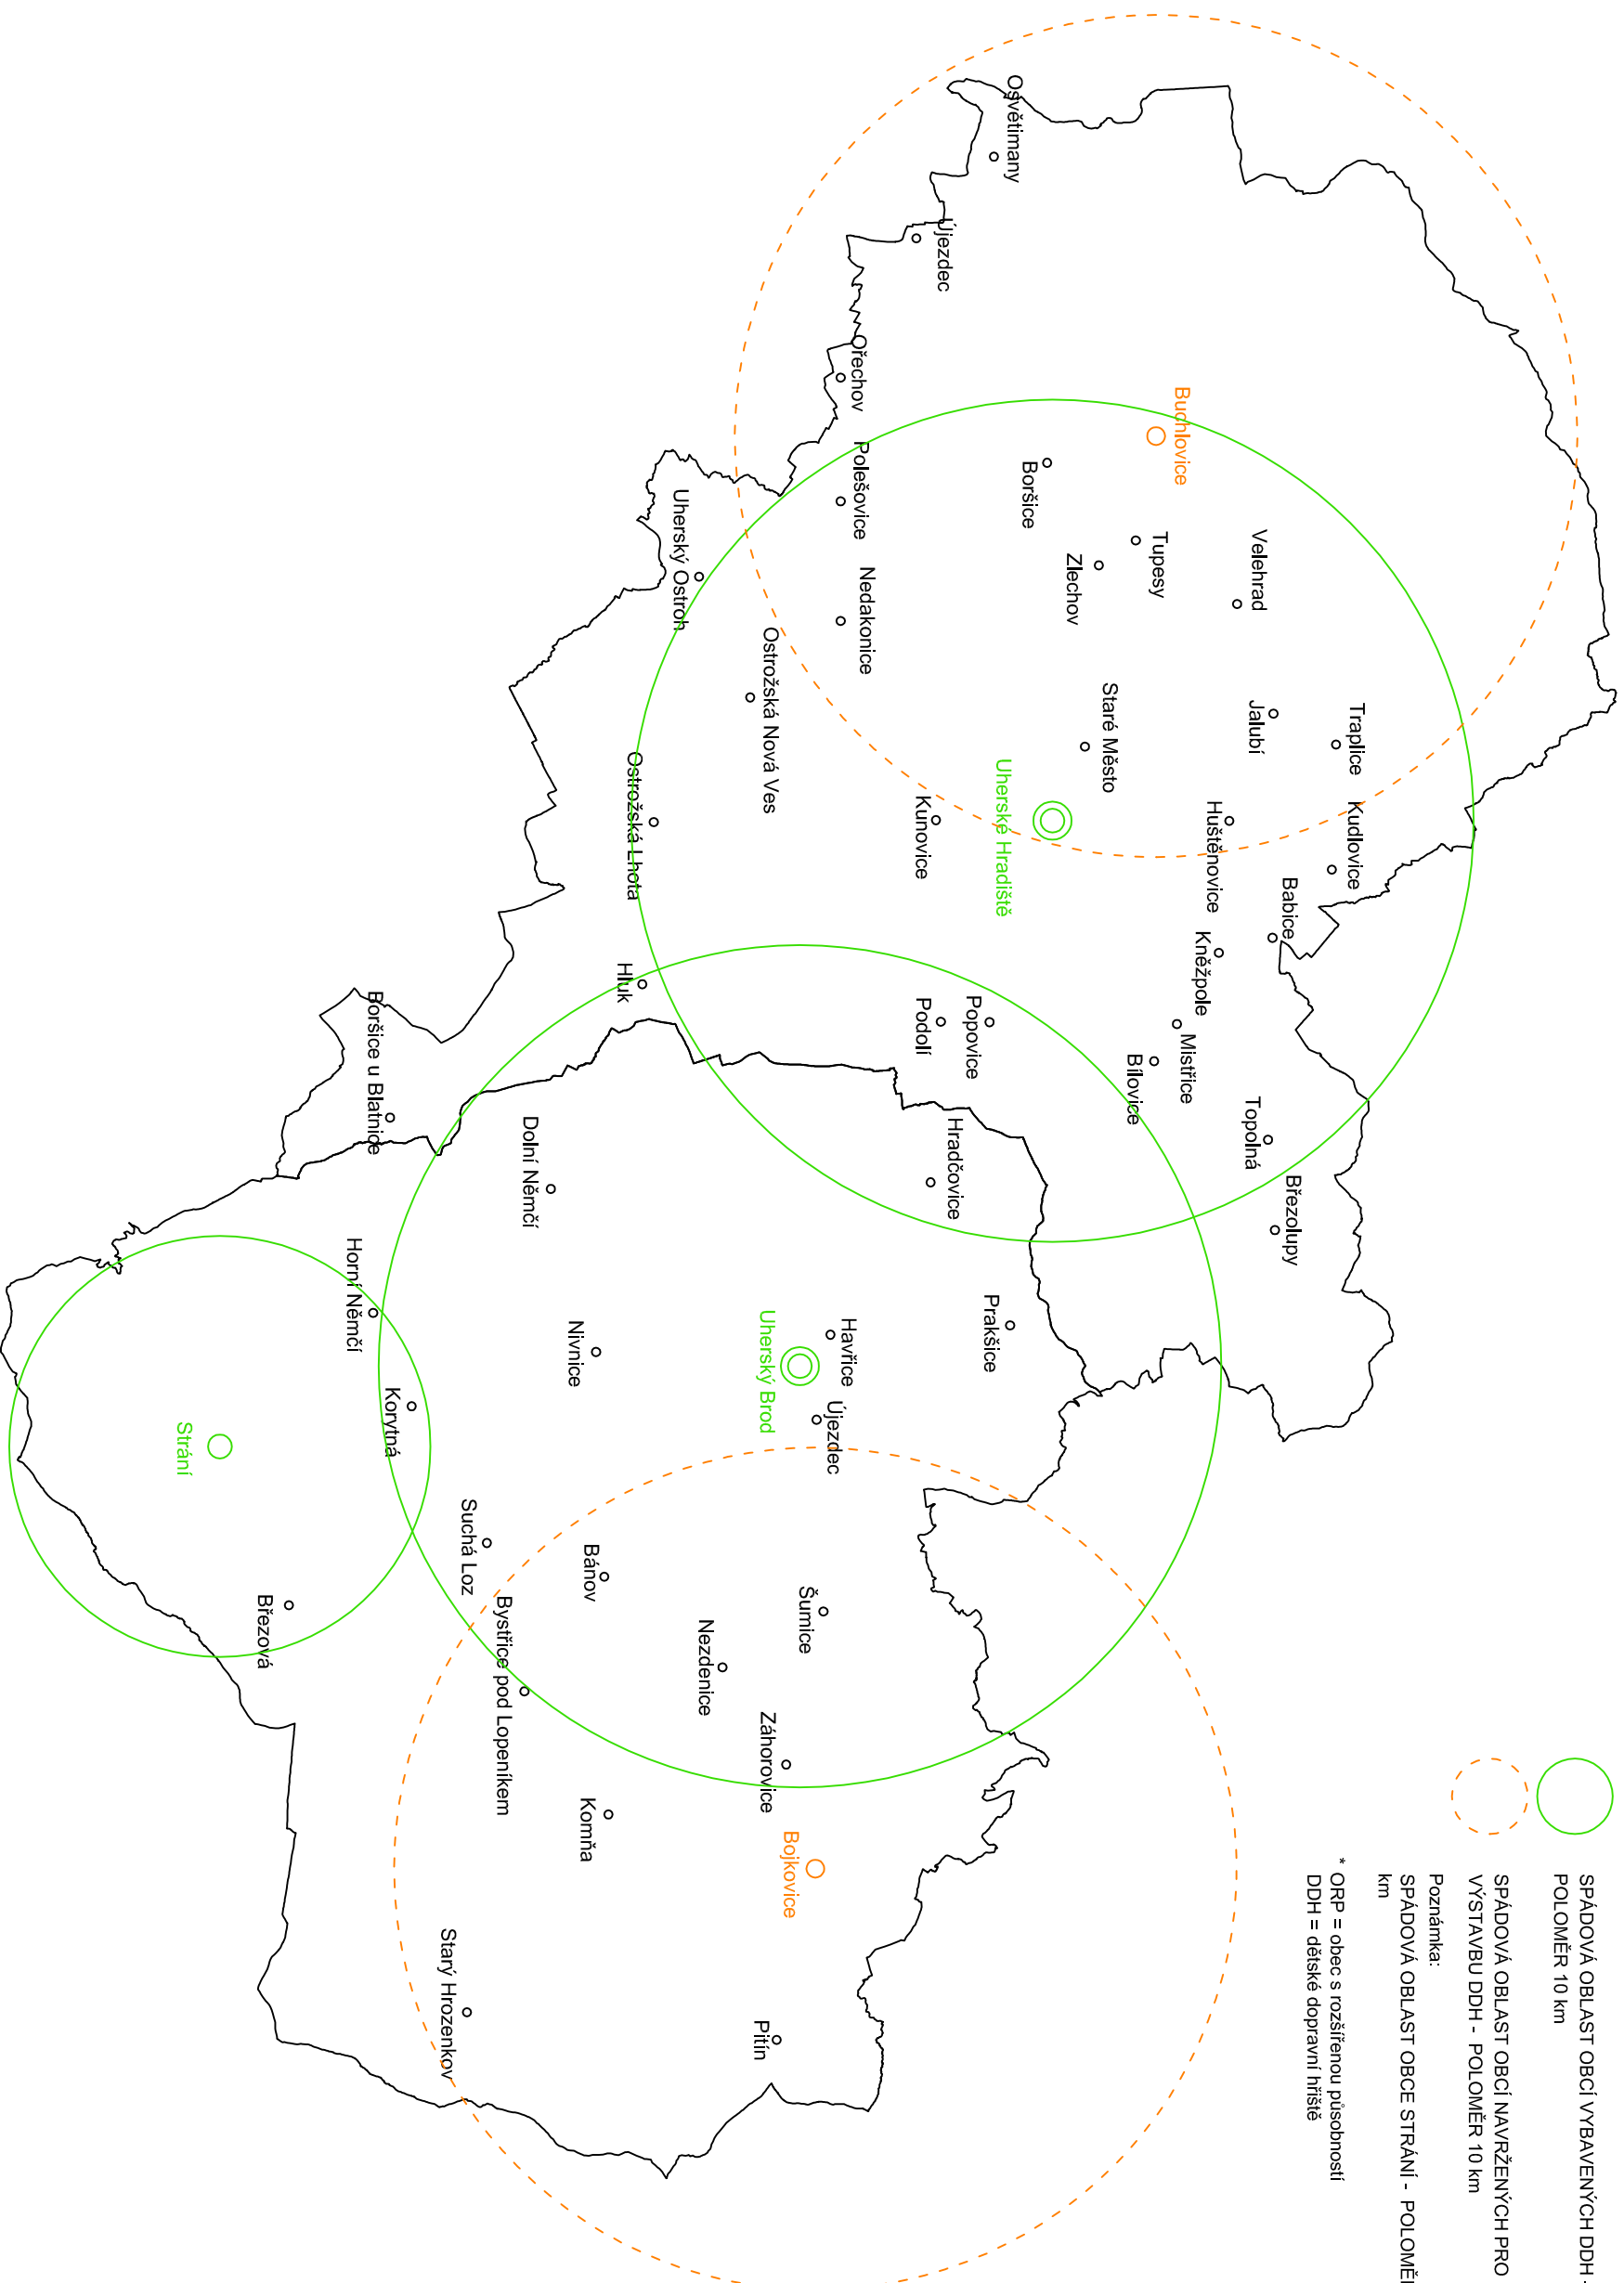 SPÁDOVÁ OBLAST OBCÍ VYBAVENÝCH DDH -
POLOMĚR 10 km
SPÁDOVÁ OBLAST OBCÍ NAVRŽENÝCH PRO
VÝSTAVBU DDH - POLOMĚR 10 km
Poznámka:
SPÁDOVÁ OBLAST OBCE STRÁNÍ - POLOMĚ
km
* ORP = obec s rozšířenou působností
DDH = dětské dopravní hřiště
Traplice
Kudlovice
Babice
Březolupy
Velehrad
Jalubí
Topolná
Huštěnovice
Kněžpole
Mistřice
Bílovice
Buchlovice
Tupesy
Staré Město
Zlechov
Boršice
Osvětimany
Uherské Hradiště
Prakšice
Popovice
Hradčovice
Podolí
Kunovice
Újezdec
Nedakonice
Polešovice
Ořechov
Havřice
Újezdec
Šumice
Bojkovice
Ostrožská Nová Ves
Uherský Brod
Záhorovice
Pitín
Nezdenice
Uherský Ostroh
Ostrožská Lhota
Hluk
Bánov
Komňa
Nivnice
Dolní Němčí
Bystřice pod Lopeníkem
Suchá Loz
Starý Hrozenkov
Korytná
Boršice u Blatnice
Horní Němčí
Březová
Strání